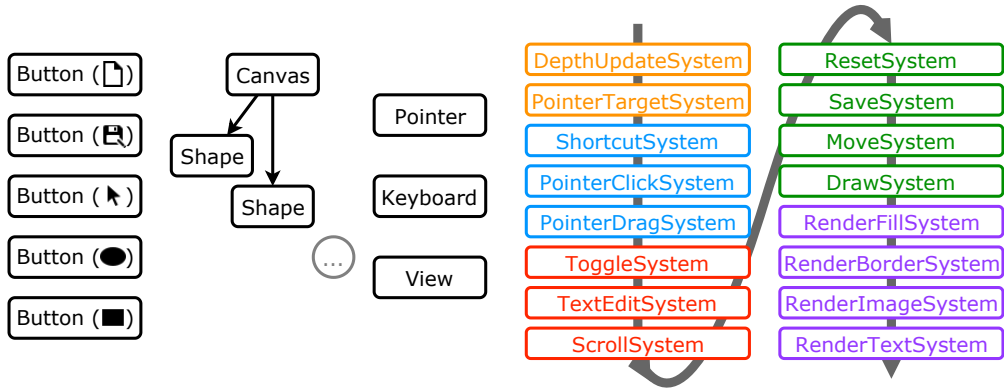 Button ( )
Button ( )
Button ( )
Button ( )
Button ( )
Canvas
Shape
Shape
...
Pointer
Keyboard
View
DepthUpdateSystem
PointerTargetSystem
ShortcutSystem
PointerClickSystem
PointerDragSystem
ToggleSystem
TextEditSystem
ScrollSystem
ResetSystem
SaveSystem
MoveSystem
DrawSystem
RenderFillSystem
RenderBorderSystem
RenderImageSystem
RenderTextSystem